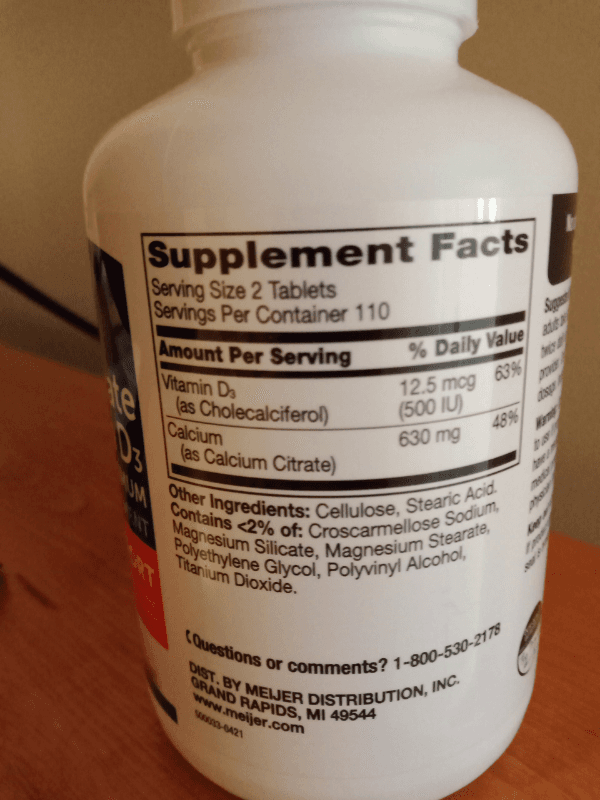 Supplement Facts
Serving Size 2 Tablets
Servings Per Container 110
Amount Per Serving % Daily Value
Vitamin D3 12.5 mcg 63%
(as Cholecalciferol) (500 IU)
Calcium 630 mg 48%
(as Calcium Citrate)
Other Ingredients: Cellulose, Stearic Acid.
Contains <2% of: Croscarmellose Sodium,
Magnesium Silicate, Magnesium Stearate,
Polyethylene Glycol, Polyvinyl Alcohol,
Titanium Dioxide.
Questions or comments? 1-800-530-2178
DIST. BY MEIJER DISTRIBUTION, INC.
GRAND RAPIDS, MI 49544
www.meijer.com
D3